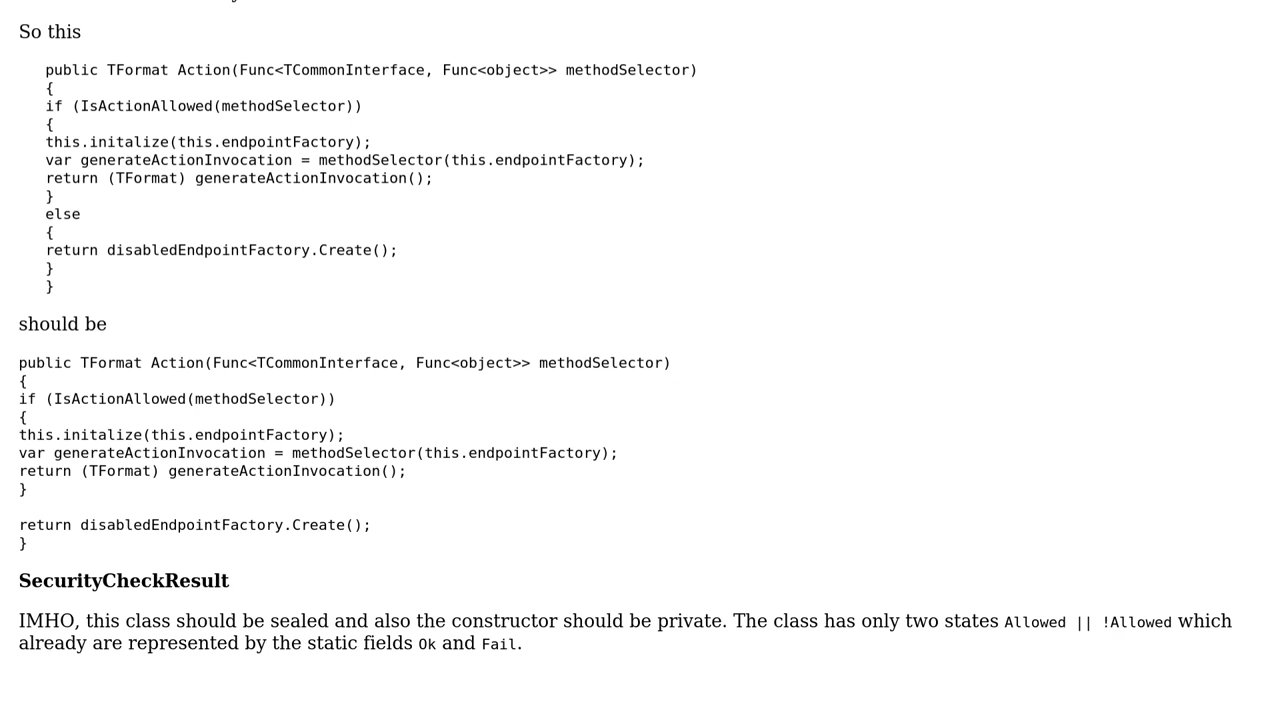 So this
public TFormat Action(Func<TCommonInterface, Func<object>> methodSelector)
{
if (IsActionAllowed(methodSelector))
{
this.initalize(this.endpointFactory);
var generateActionInvocation = methodSelector(this.endpointFactory);
return (TFormat) generateActionInvocation();
}
else
{
return disabledEndpointFactory.Create();
}
}
should be
public TFormat Action(Func<TCommonInterface, Func<object>> methodSelector)
{
if (IsActionAllowed(methodSelector))
{
this.initalize(this.endpointFactory);
var generateActionInvocation = methodSelector(this.endpointFactory);
return (TFormat) generateActionInvocation();
}
return disabledEndpointFactory.Create();
}
SecurityCheckResult
IMHO, this class should be sealed and also the constructor should be private. The class has only two states Allowed || !Allowed which
already are represented by the static fields Ok and Fail.